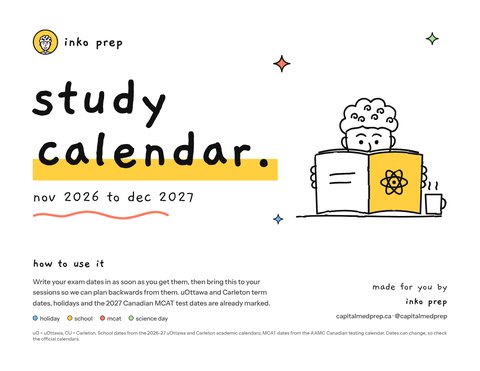 inko prep
study
calendar.
nov 2026 to dec 2027
how to use it
Write your exam dates in as soon as you get them, then bring this to your
sessions so we can plan backwards from them. uOttawa and Carleton term
dates, holidays and the 2027 Canadian MCAT test dates are already marked.
holiday school mcat science day
made for you by
inko prep
capitalmedprep.ca · @capitalmedprep
uO = uOttawa, CU = Carleton. School dates from the 2026-27 uOttawa and Carleton academic calendars; MCAT dates from the AAMC Canadian testing calendar. Dates can change, so check
the official calendars.